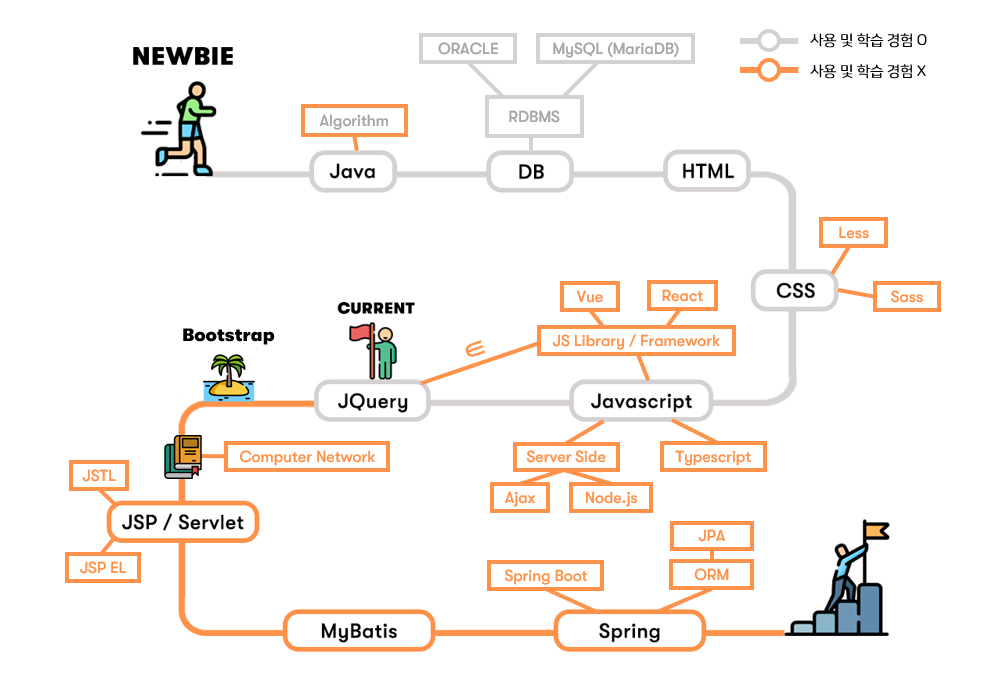 NEWBIE
ORACLE
MySQL (MariaDB)
사용 및 학습 경험 O
사용 및 학습 경험 X
Algorithm
RDBMS
Java
DB
HTML
Less
CSS
Sass
Vue
React
CURRENT
Bootstrap
∈
JS Library / Framework
JQuery
Javascript
Computer Network
Server Side
Typescript
JSTL
Ajax
Node.js
JSP / Servlet
JPA
JSP EL
Spring Boot
ORM
MyBatis
Spring